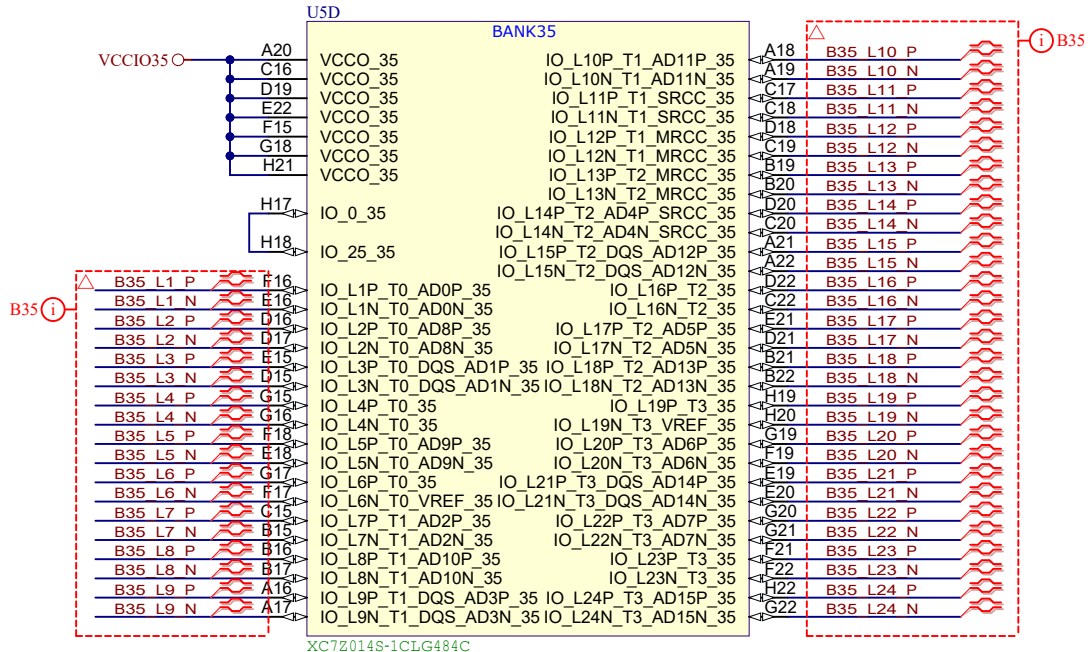 U5D
BANK35
VCCIO35
A20 VCCO_35
C16 VCCO_35
D19 VCCO_35
E22 VCCO_35
F15 VCCO_35
G18 VCCO_35
H21 VCCO_35
H17 IO_0_35
H18 IO_25_35
B35 i
B35_L1_P F16 IO_L1P_T0_AD0P_35
B35_L1_N E16 IO_L1N_T0_AD0N_35
B35_L2_P D16 IO_L2P_T0_AD8P_35
B35_L2_N D17 IO_L2N_T0_AD8N_35
B35_L3_P E15 IO_L3P_T0_DQS_AD1P_35
B35_L3_N D15 IO_L3N_T0_DQS_AD1N_35
B35_L4_P G15 IO_L4P_T0_35
B35_L4_N G16 IO_L4N_T0_35
B35_L5_P F18 IO_L5P_T0_AD9P_35
B35_L5_N E18 IO_L5N_T0_AD9N_35
B35_L6_P G17 IO_L6P_T0_35
B35_L6_N F17 IO_L6N_T0_VREF_35
B35_L7_P C15 IO_L7P_T1_AD2P_35
B35_L7_N B15 IO_L7N_T1_AD2N_35
B35_L8_P B16 IO_L8P_T1_AD10P_35
B35_L8_N B17 IO_L8N_T1_AD10N_35
B35_L9_P A16 IO_L9P_T1_DQS_AD3P_35
B35_L9_N A17 IO_L9N_T1_DQS_AD3N_35
IO_L10P_T1_AD11P_35 A18 B35_L10_P
IO_L10N_T1_AD11N_35 A19 B35_L10_N
IO_L11P_T1_SRCC_35 C17 B35_L11_P
IO_L11N_T1_SRCC_35 C18 B35_L11_N
IO_L12P_T1_MRCC_35 D18 B35_L12_P
IO_L12N_T1_MRCC_35 C19 B35_L12_N
IO_L13P_T2_MRCC_35 B19 B35_L13_P
IO_L13N_T2_MRCC_35 B20 B35_L13_N
IO_L14P_T2_AD4P_SRCC_35 D20 B35_L14_P
IO_L14N_T2_AD4N_SRCC_35 C20 B35_L14_N
IO_L15P_T2_DQS_AD12P_35 A21 B35_L15_P
IO_L15N_T2_DQS_AD12N_35 A22 B35_L15_N
IO_L16P_T2_35 D22 B35_L16_P
IO_L16N_T2_35 C22 B35_L16_N
IO_L17P_T2_AD5P_35 E21 B35_L17_P
IO_L17N_T2_AD5N_35 D21 B35_L17_N
IO_L18P_T2_AD13P_35 B21 B35_L18_P
IO_L18N_T2_AD13N_35 B22 B35_L18_N
IO_L19P_T3_35 H19 B35_L19_P
IO_L19N_T3_VREF_35 H20 B35_L19_N
IO_L20P_T3_AD6P_35 G19 B35_L20_P
IO_L20N_T3_AD6N_35 F19 B35_L20_N
IO_L21P_T3_DQS_AD14P_35 E19 B35_L21_P
IO_L21N_T3_DQS_AD14N_35 E20 B35_L21_N
IO_L22P_T3_AD7P_35 G20 B35_L22_P
IO_L22N_T3_AD7N_35 G21 B35_L22_N
IO_L23P_T3_35 F21 B35_L23_P
IO_L23N_T3_35 F22 B35_L23_N
IO_L24P_T3_AD15P_35 H22 B35_L24_P
IO_L24N_T3_AD15N_35 G22 B35_L24_N
i B35
XC7Z014S-1CLG484C